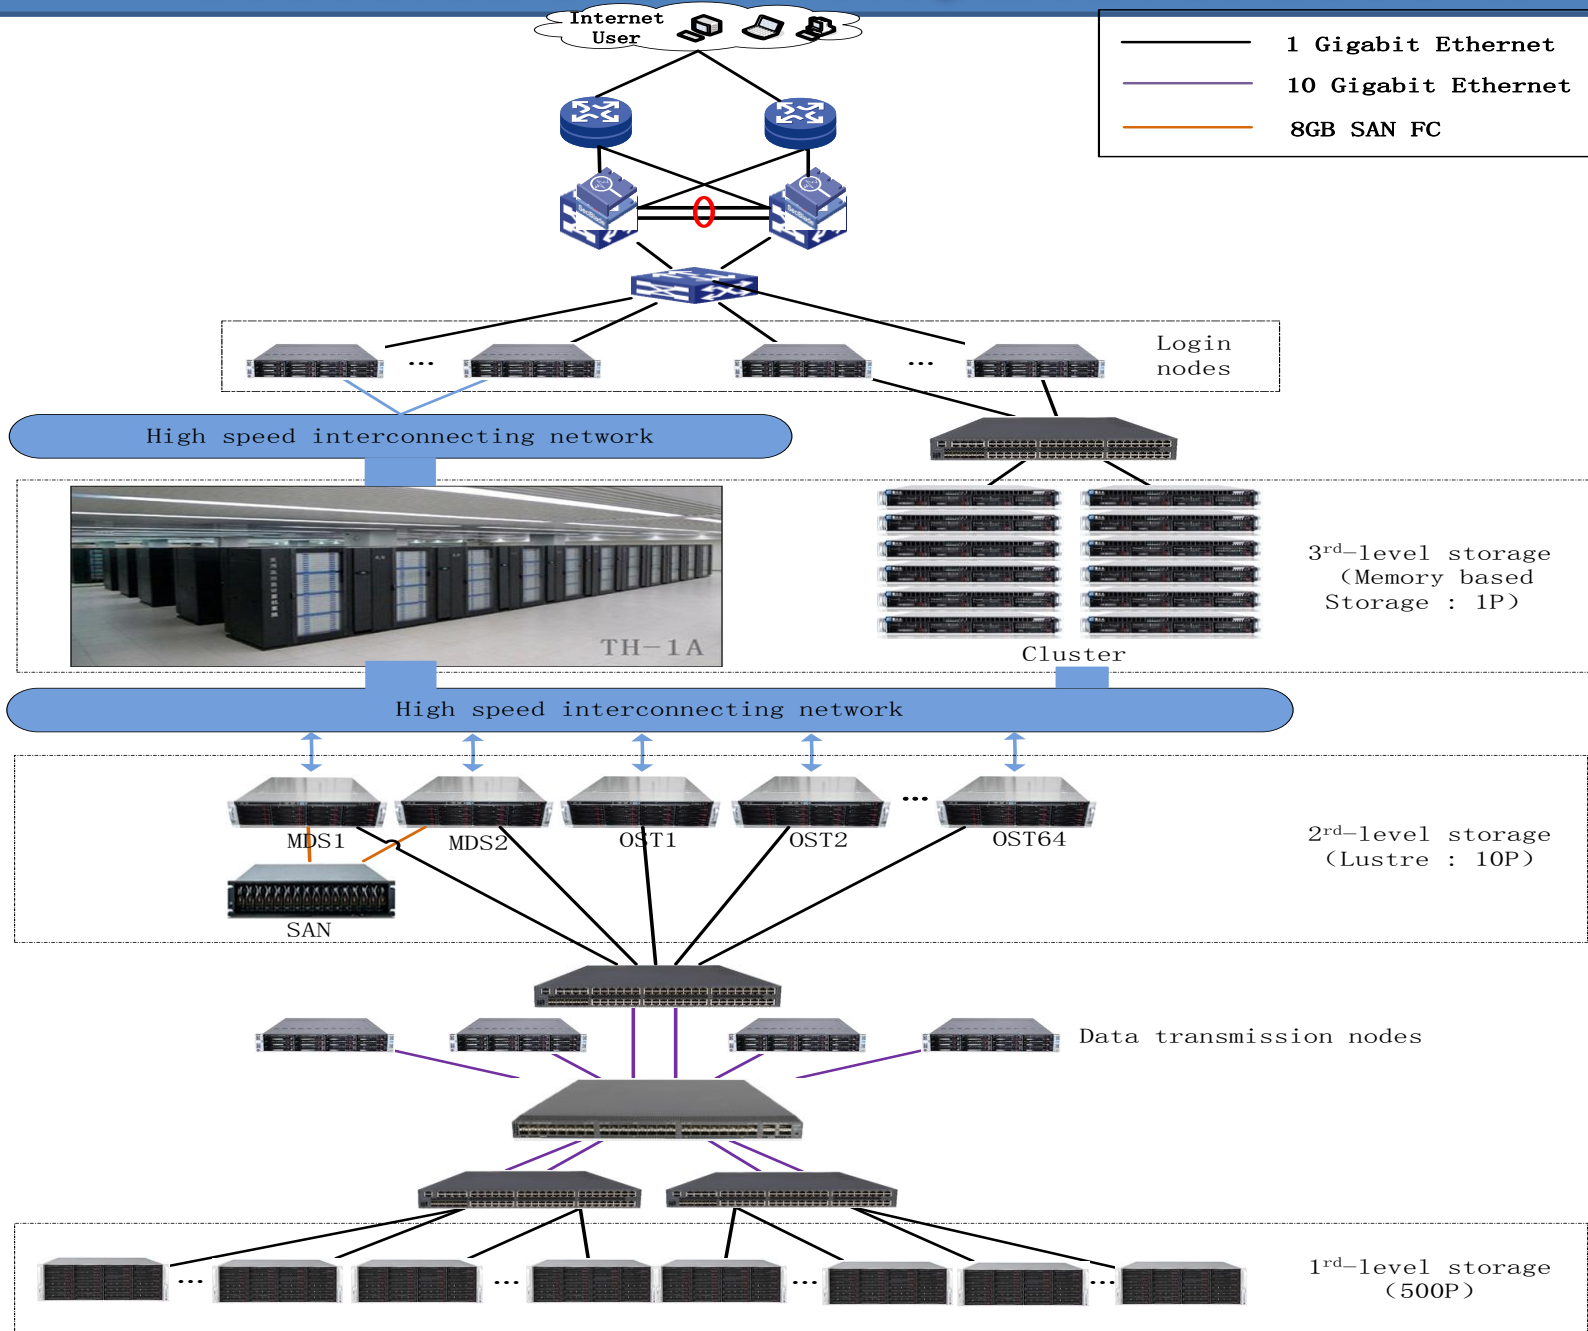 Internet
User
1 Gigabit Ethernet
10 Gigabit Ethernet
8GB SAN FC
Login
nodes
High speed interconnecting network
TH-1A
Cluster
3rd-level storage
(Memory based
Storage : 1P)
High speed interconnecting network
MDS1
MDS2
OST1
OST2
OST64
SAN
2rd-level storage
(Lustre : 10P)
Data transmission nodes
1rd-level storage
(500P)